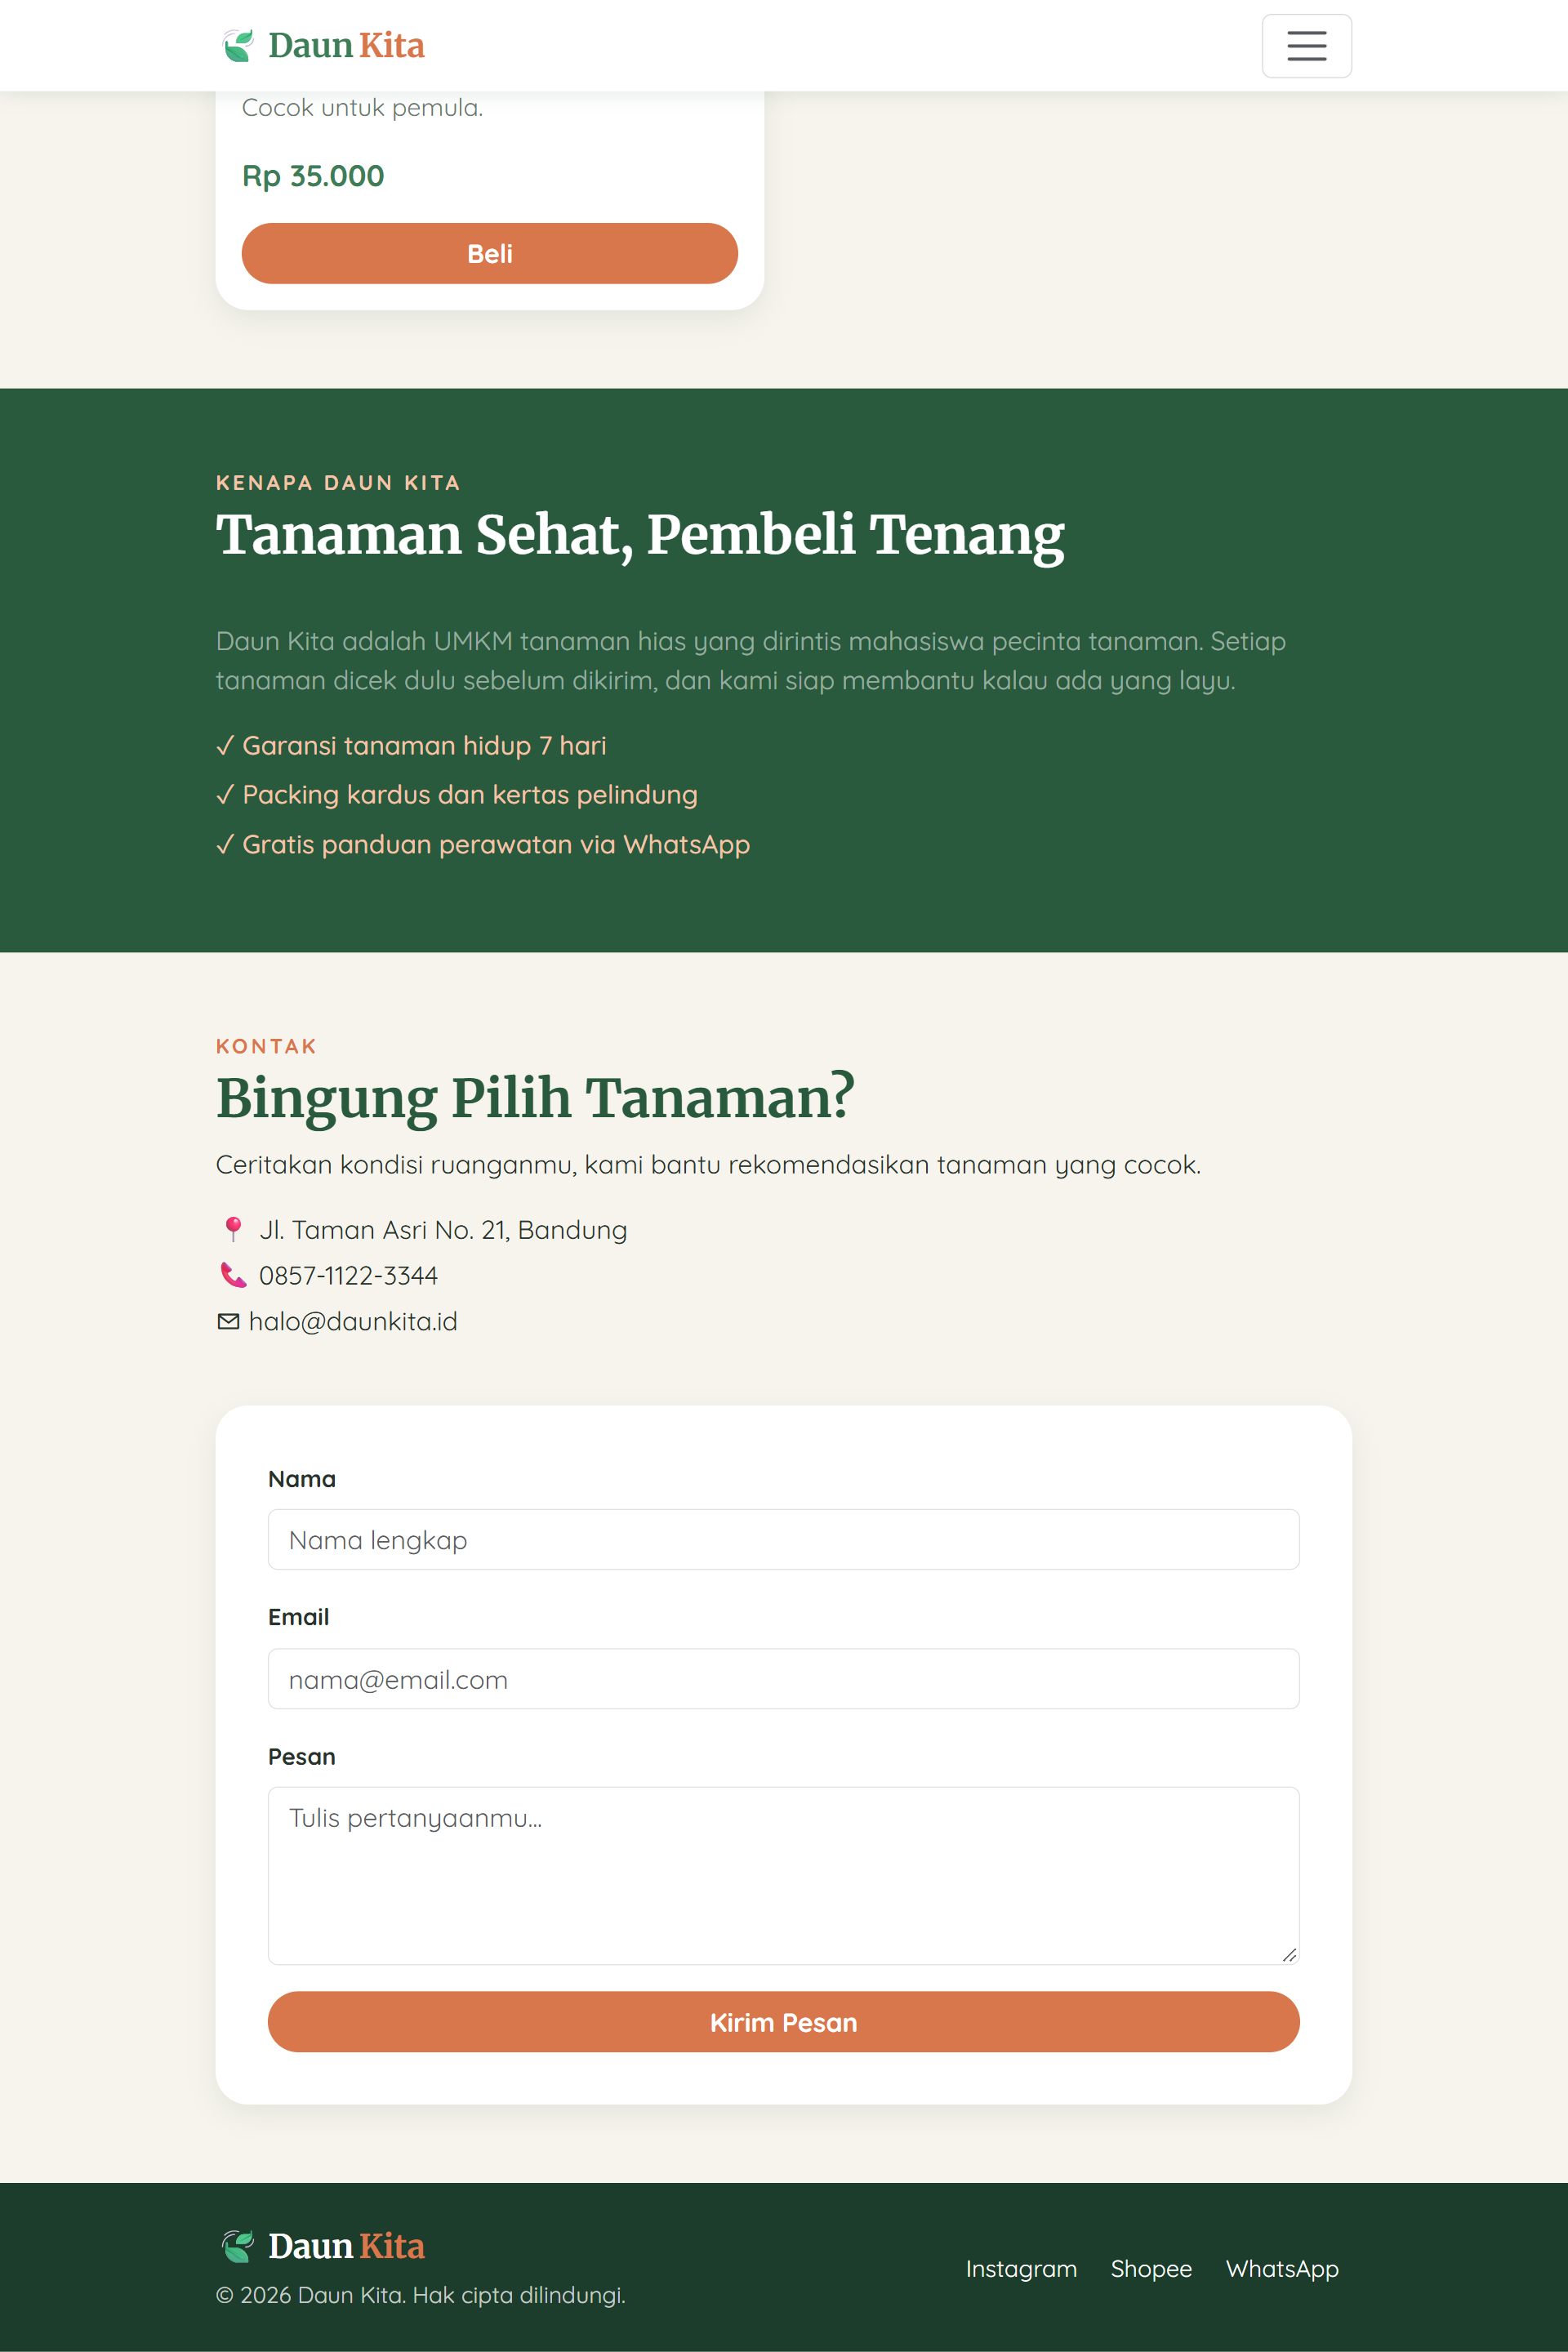 Daun Kita
Cocok untuk pemula.
Rp 35.000
Beli
KENAPA DAUN KITA
Tanaman Sehat, Pembeli Tenang
Daun Kita adalah UMKM tanaman hias yang dirintis mahasiswa pecinta tanaman. Setiap
tanaman dicek dulu sebelum dikirim, dan kami siap membantu kalau ada yang layu.
✓ Garansi tanaman hidup 7 hari
✓ Packing kardus dan kertas pelindung
✓ Gratis panduan perawatan via WhatsApp
KONTAK
Bingung Pilih Tanaman?
Ceritakan kondisi ruanganmu, kami bantu rekomendasikan tanaman yang cocok.
📍 Jl. Taman Asri No. 21, Bandung
📞 0857-1122-3344
✉ halo@daunkita.id
Nama
Nama lengkap
Email
nama@email.com
Pesan
Tulis pertanyaanmu...
Kirim Pesan
Daun Kita
© 2026 Daun Kita. Hak cipta dilindungi.
Instagram Shopee WhatsApp